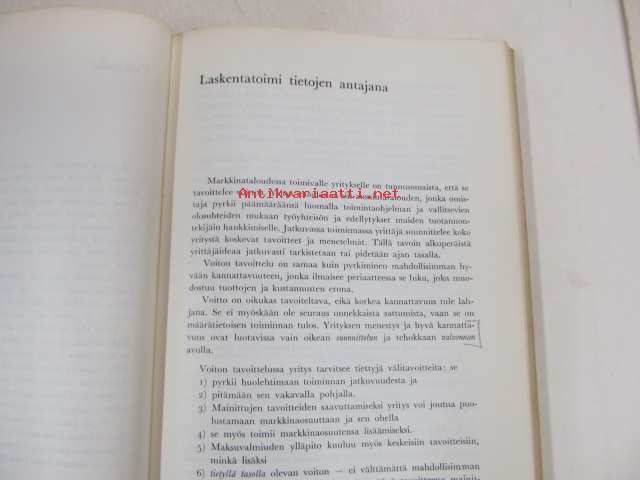 Laskentatoimi tietojen antajana
Markkinataloudessa toimivalle yritykselle on tunnusomaista, että se
tavoittelee
Antikvariaatti.net
jonka omis-
taja pyrkii päämääräänsä luomalla toimintaohjelman ja vallitsevien
olosuhteiden mukaan työyhteisön ja edellytykset muiden tuotannon-
tekijäin hankkimiselle. Jatkuvassa toiminnassa yrittäjä suunnittelee koko
yritystä koskevat tavoitteet ja menetelmät. Tällä tavoin alkuperäistä
yrittäjäideaa jatkuvasti tarkistetaan tai pidetään ajan tasalla.
Voiton tavoittelu on samaa kuin pyrkiminen mahdollisimman hy-
vään kannattavuuteen, jonka ilmaisee periaatteessa se luku, joka muo-
dostuu tuottojen ja kustannusten erona.
Voitto on oikeutas tavoiteltava, eikä korkea kannattavuus tule lah-
jana. Se ei myöskään ole seuraus onnekkaista sattumista, vaan se on
määrätietoisen toiminnan tulos. Yrityksen menestys ja hyvä kannatta-
vuus ovat luotavissa vain oikean suunnittelun ja tehokkaan valvonnan
avulla.
Voiton tavoittelussa yritys tarvitsee tiettyjä välitavoitteita: se
1) pyrkii huolehtimaan toiminnan jatkuvuudesta ja
2) pitämään sen vakavalla pohjalla.
3) Mainittujen tavoitteiden saavuttamiseksi yritys voi joutua puo-
lustamaan markkinaosuuttaan ja sen ohella
4) se myös toimii markkinaosuutensa lisäämiseksi.
5) Maksuvalmiuden ylläpito kuuluu myös keskeisiin tavoitteisiin,
minkä lisäksi
6) tietyllä tasolla olevan voiton — ei välttämättä mahdollisimman